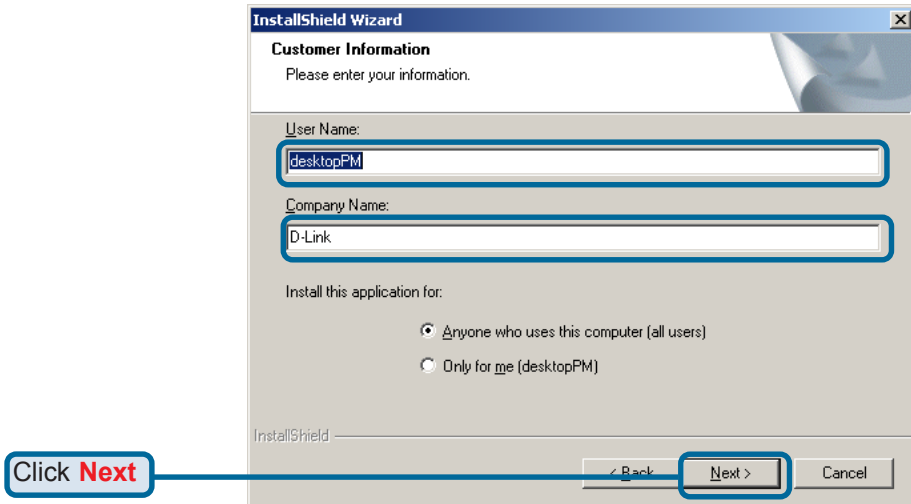 InstallShield Wizard
Customer Information
Please enter your information.
User Name:
desktopPM
Company Name:
D-Link
Install this application for:
Anyone who uses this computer (all users)
Only for me (desktopPM)
InstallShield
Click Next
< Back
Next >
Cancel